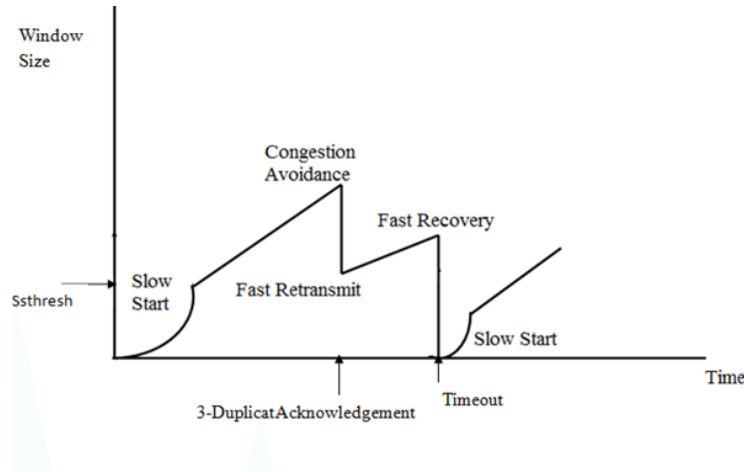 Window
Size
Congestion
Avoidance
Fast Recovery
Slow
Start
Ssthresh
Fast Retransmit
Slow Start
Time
Timeout
3-DuplicatAcknowledgement